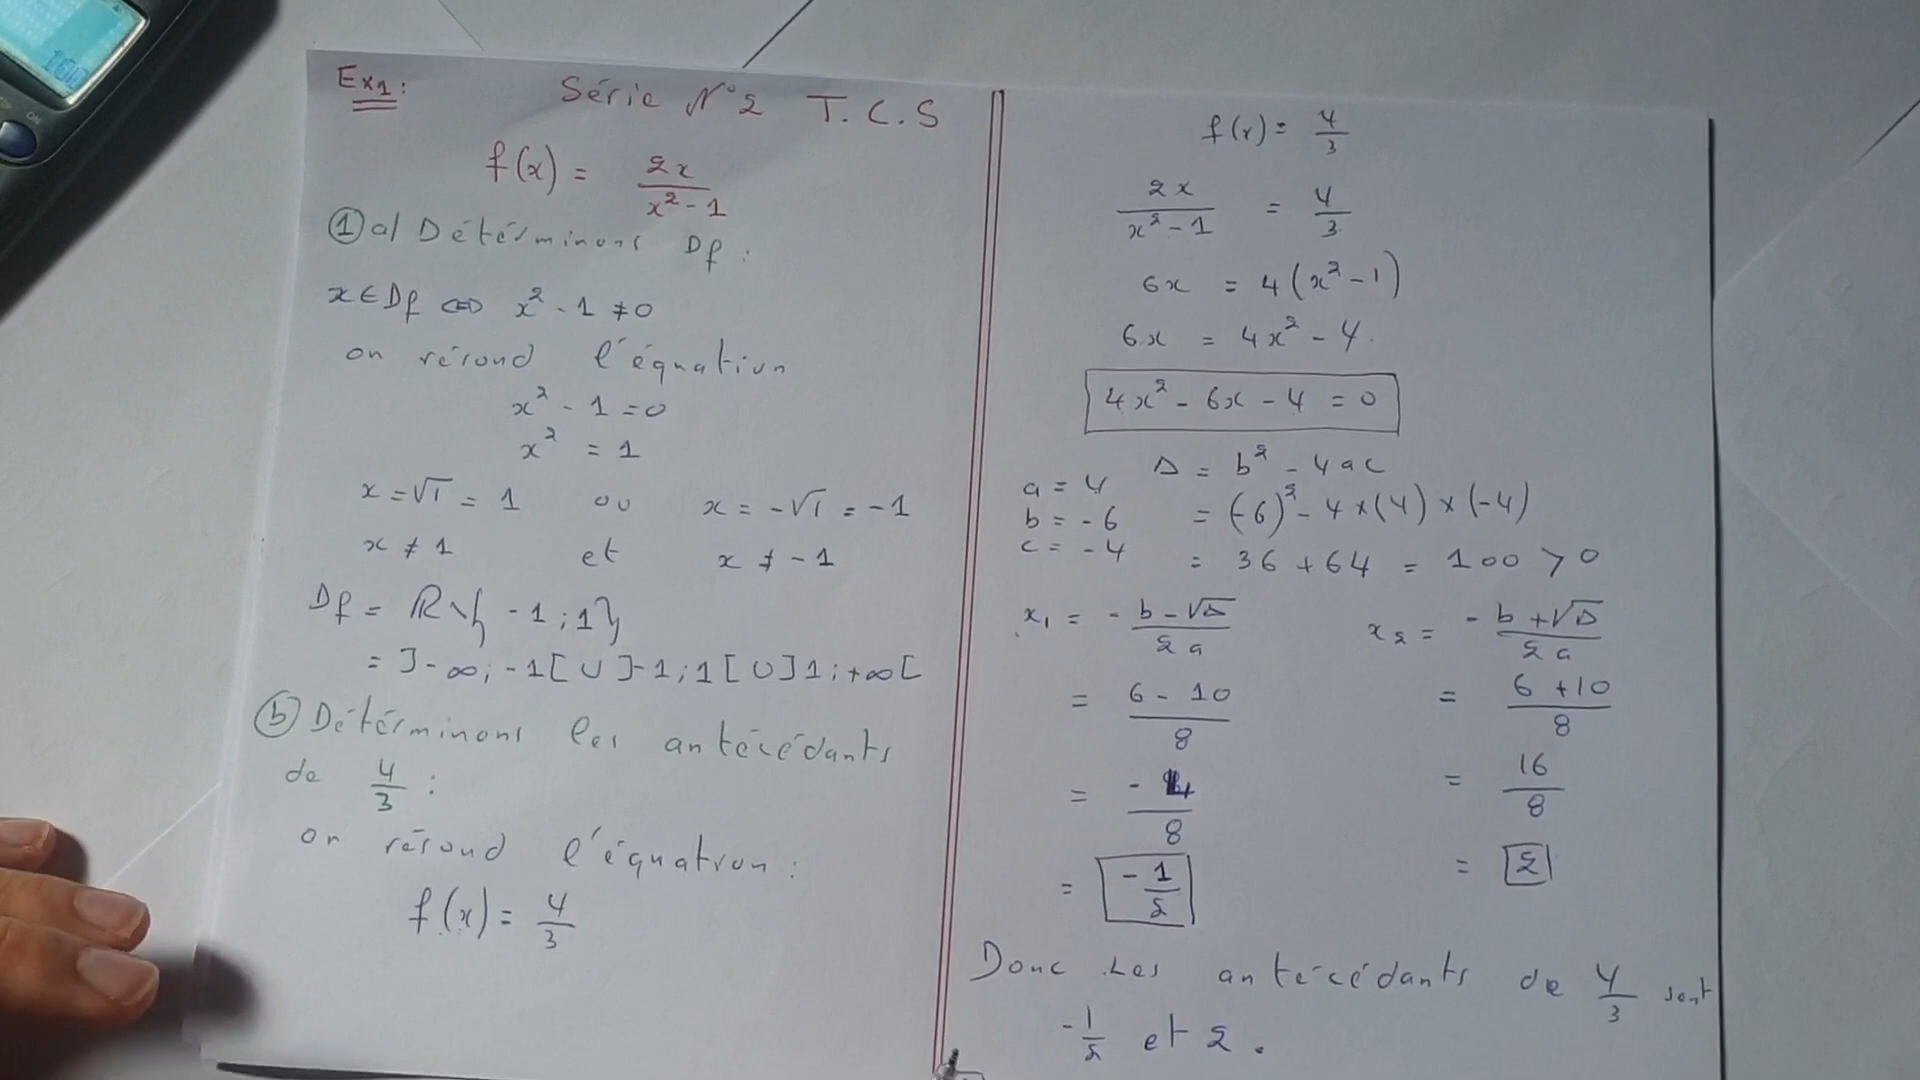 Ex1: Série N°2 T.C.S
f(x) = 2x / x² - 1
① a/ Détérminons Df :
x ∈ Df ⇔ x² - 1 ≠ 0
on résoud l'équation
x² - 1 = 0
x² = 1
x = √1 = 1 ou x = -√1 = -1
x ≠ 1 et x ≠ -1
Df = ℝ \ { -1 ; 1 }
= ]-∞ ; -1[ ∪ ]-1 ; 1[ ∪ ]1 ; +∞[
ⓑ Détérminons les antécédants
de 4/3 :
on résoud l'équation :
f(x) = 4/3
f(x) = 4/3
2x / x² - 1 = 4/3
6x = 4(x² - 1)
6x = 4x² - 4
4x² - 6x - 4 = 0
Δ = b² - 4ac
a = 4
b = -6 = (-6)² - 4×(4)×(-4)
c = -4 = 36 + 64 = 100 > 0
x₁ = - b - √Δ / 2a x₂ = - b + √Δ / 2a
= 6 - 10 / 8 = 6 + 10 / 8
= - 4 / 8 = 16 / 8
= - 1/2 = 2
Donc Les antécédants de 4/3 sont
-1/2 et 2.